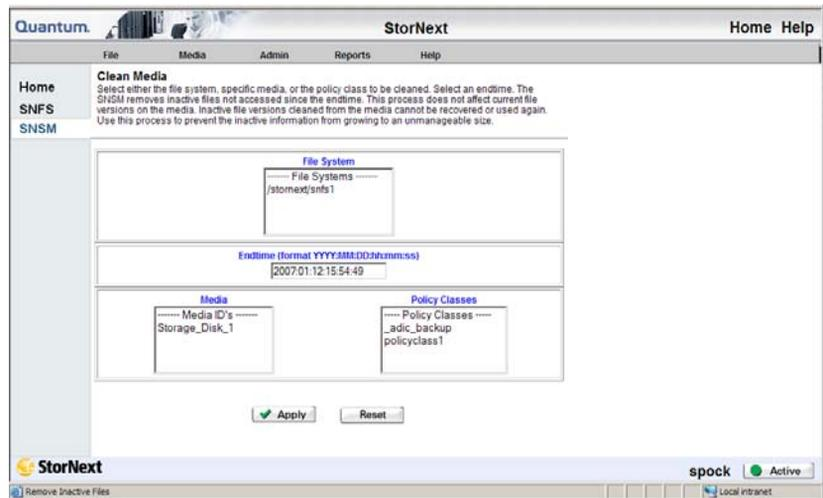 Quantum.
StorNext
Home Help
File Media Admin Reports Help
Home
SNFS
SNSM
Clean Media
Select either the file system, specific media, or the policy class to be cleaned. Select an endtime. The
SNSM removes inactive files not accessed since the endtime. This process does not affect current file
versions on the media. Inactive file versions cleaned from the media cannot be recovered or used again.
Use this process to prevent the inactive information from growing to an unmanageable size.
File System
------- File Systems -------
/stornext/snfs1
Endtime (format YYYY:MM:DD:hh:mm:ss)
2007:01:12:15:54:49
Media
------- Media ID's -------
Storage_Disk_1
Policy Classes
----- Policy Classes -----
_adic_backup
policyclass1
Apply
Reset
StorNext
spock
Active
Remove Inactive Files
Local intranet